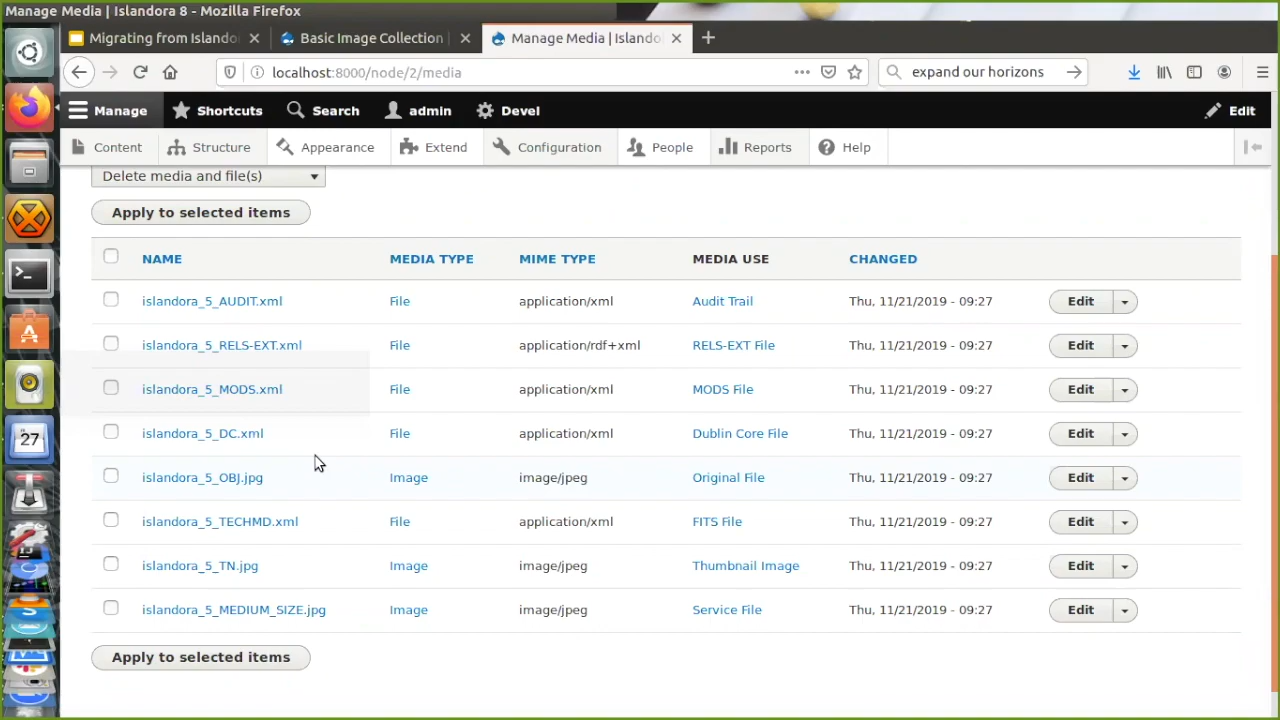 Manage Media | Islandora 8 - Mozilla Firefox
Migrating from Islando
Basic Image Collection |
Manage Media | Islando
localhost:8000/node/2/media
expand our horizons
Manage Shortcuts Search admin Devel Edit
Content Structure Appearance Extend Configuration People Reports Help
Delete media and file(s)
Apply to selected items
NAME MEDIA TYPE MIME TYPE MEDIA USE CHANGED
islandora_5_AUDIT.xml File application/xml Audit Trail Thu, 11/21/2019 - 09:27 Edit
islandora_5_RELS-EXT.xml File application/rdf+xml RELS-EXT File Thu, 11/21/2019 - 09:27 Edit
islandora_5_MODS.xml File application/xml MODS File Thu, 11/21/2019 - 09:27 Edit
islandora_5_DC.xml File application/xml Dublin Core File Thu, 11/21/2019 - 09:27 Edit
islandora_5_OBJ.jpg Image image/jpeg Original File Thu, 11/21/2019 - 09:27 Edit
islandora_5_TECHMD.xml File application/xml FITS File Thu, 11/21/2019 - 09:27 Edit
islandora_5_TN.jpg Image image/jpeg Thumbnail Image Thu, 11/21/2019 - 09:27 Edit
islandora_5_MEDIUM_SIZE.jpg Image image/jpeg Service File Thu, 11/21/2019 - 09:27 Edit
Apply to selected items
27